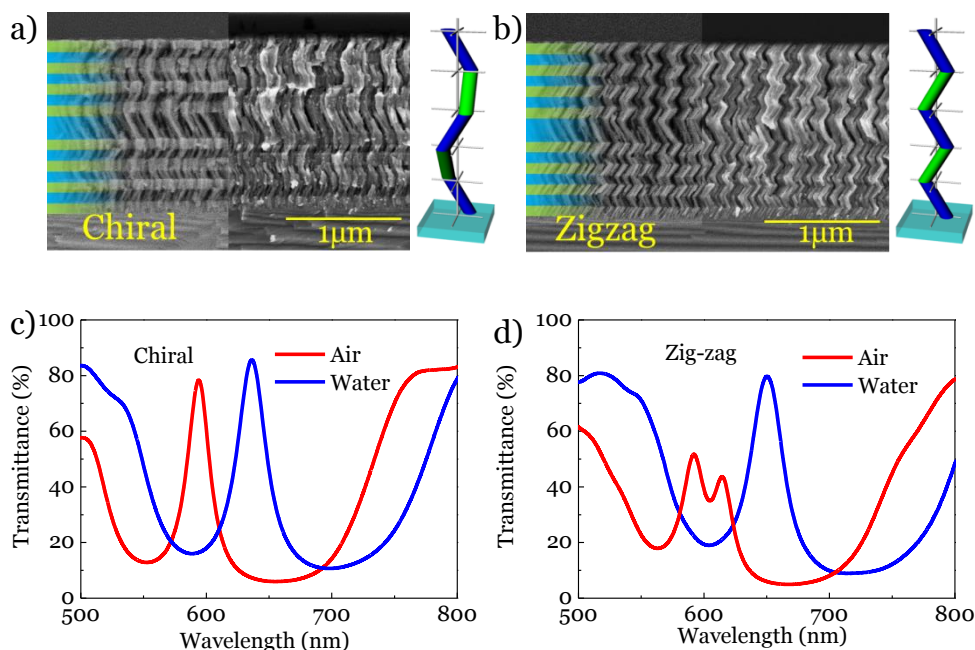 a)
Chiral
1µm
b)
Zigzag
1µm
c)
100
80
60
40
20
0
Transmittance (%)
Chiral
Air
Water
500
600
700
800
Wavelength (nm)
d)
100
80
60
40
20
0
Transmittance (%)
Zig-zag
Air
Water
500
600
700
800
Wavelength (nm)